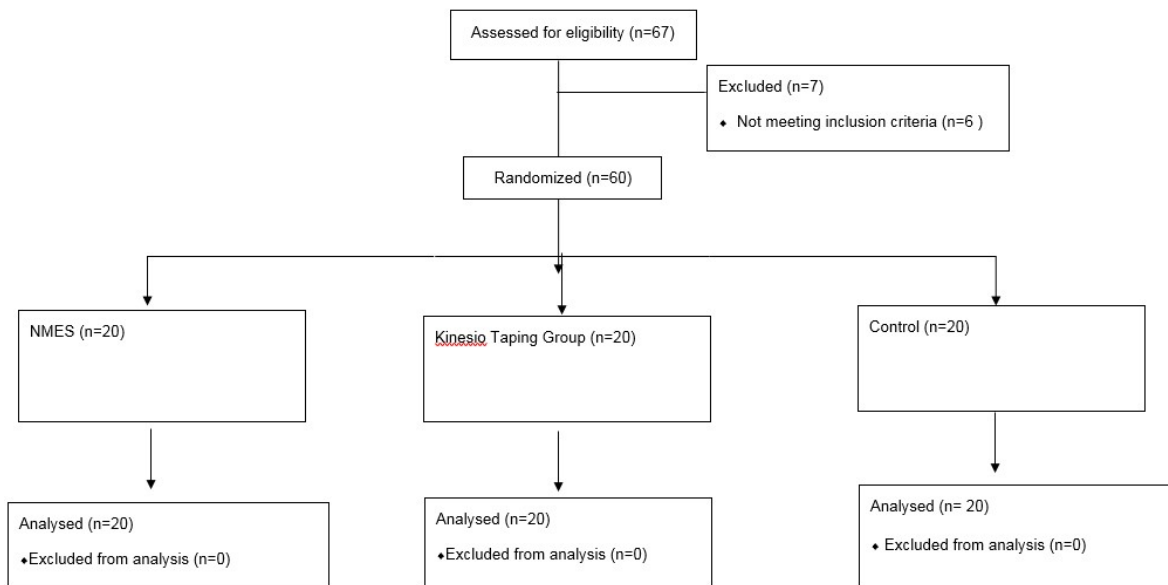 Assessed for eligibility (n=67)
Excluded (n=7)
⬥ Not meeting inclusion criteria (n=6 )
Randomized (n=60)
NMES (n=20)
Kinesio Taping Group (n=20)
Control (n=20)
Analysed (n=20)
⬥Excluded from analysis (n=0)
Analysed (n=20)
⬥Excluded from analysis (n=0)
Analysed (n= 20)
⬥ Excluded from analysis (n=0)